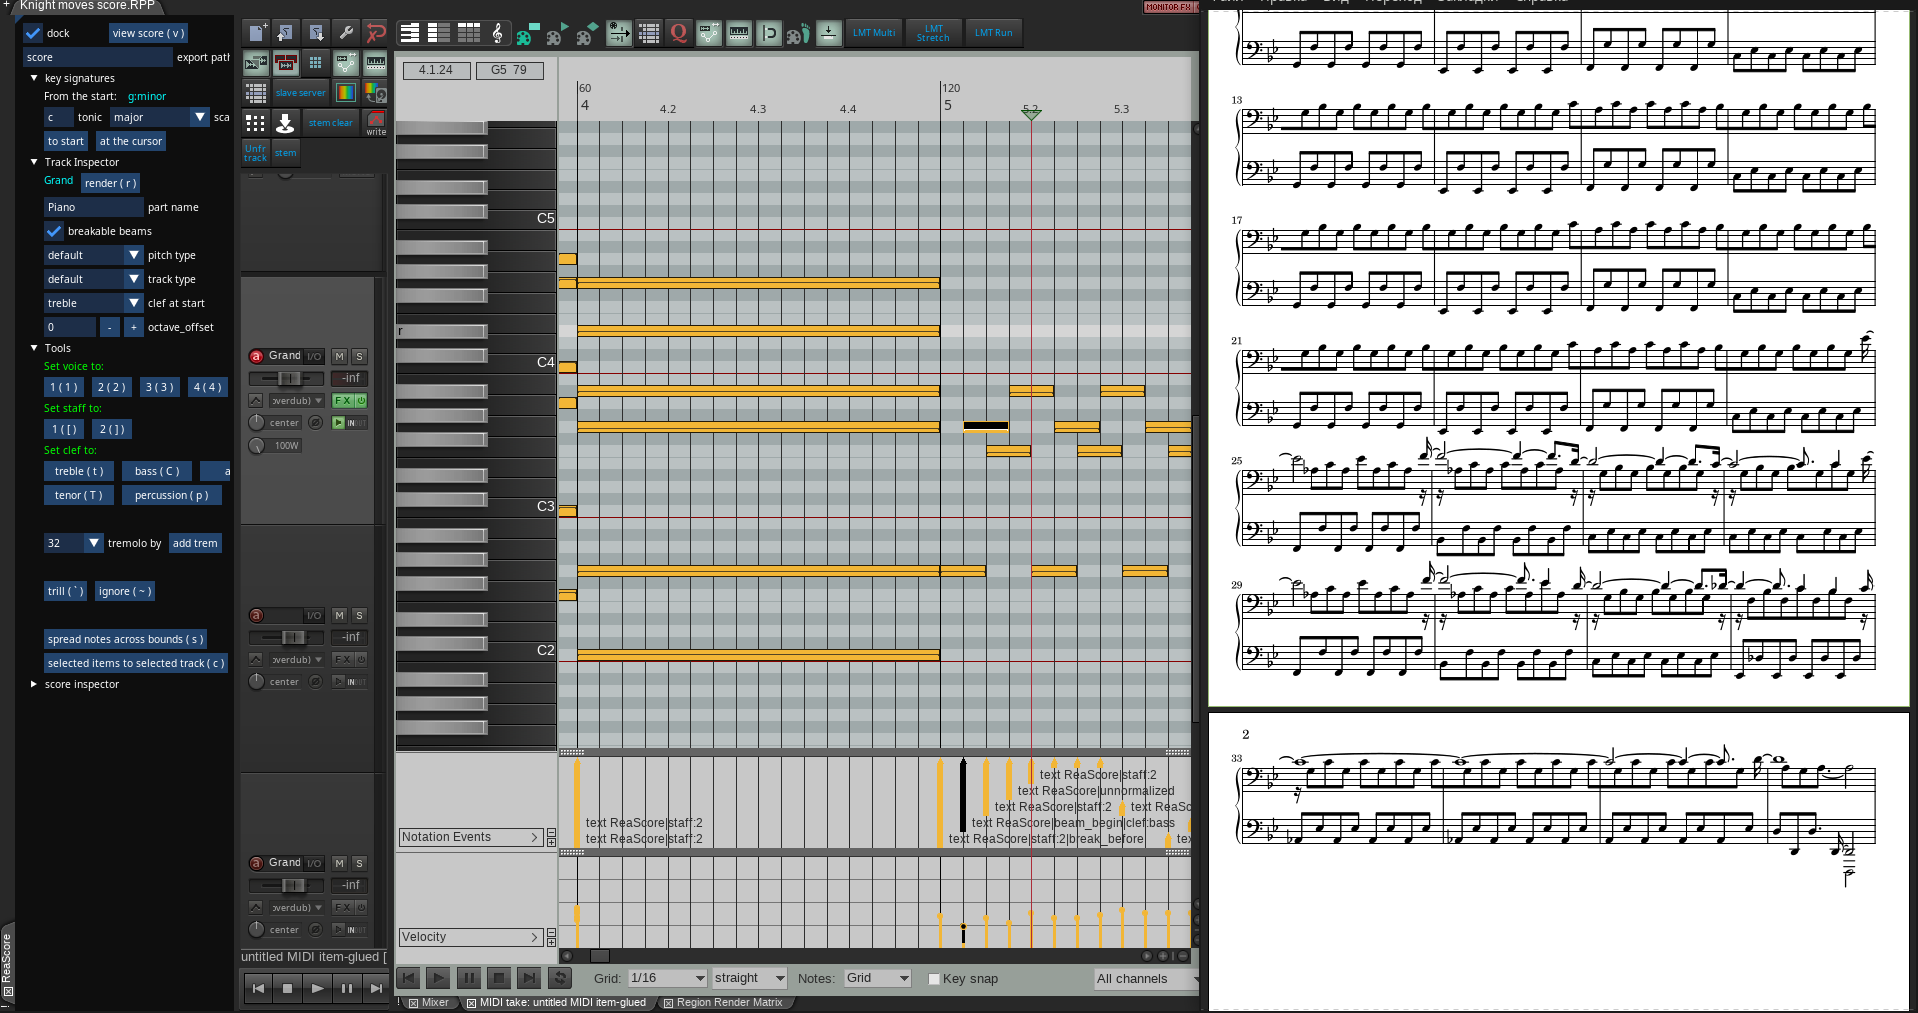 Knight moves score.RPP
MONITOR FX
dock
view score ( v )
score
export path
key signatures
From the start: g:minor
c tonic major sca
to start
at the cursor
Track Inspector
Grand
render ( r )
Piano
part name
breakable beams
default
pitch type
default
track type
treble
clef at start
0
-
+
octave_offset
Tools
Set voice to:
1 ( 1 )
2 ( 2 )
3 ( 3 )
4 ( 4 )
Set staff to:
1 ( [ )
2 ( ] )
Set clef to:
treble ( t )
bass ( C )
a
tenor ( T )
percussion ( p )
32
tremolo by
add trem
trill ( ` )
ignore ( ~ )
spread notes across bounds ( s )
selected items to selected track ( c )
score inspector
ReaScore
slave server
stem clear
write
Unfr track
stem
a Grand I/O M S
-inf
overdub)
FX
center
IN
100W
a I/O M S
-inf
overdub)
FX
center
IN
a Grand I/O M S
-inf
overdub)
FX
center
IN
untitled MIDI item-glued [
Q
LMT Multi
LMT Stretch
LMT Run
4.1.24
G5 79
60
120
4
4.2
4.3
4.4
5
5.2
5.3
C5
r
C4
C3
C2
text ReaScore|staff:2
text ReaScore|unnormalized
text ReaScore|staff:2
text ReaSc
text ReaScore|staff:2
text ReaScore|beam_begin|clef:bass
text ReaScore|staff:2
text ReaScore|staff:2|break_before
tex
Notation Events
Velocity
Grid: 1/16
straight
Notes: Grid
Key snap
All channels
Mixer
MIDI take: untitled MIDI item-glued
Region Render Matrix
13
17
21
25
29
2
33